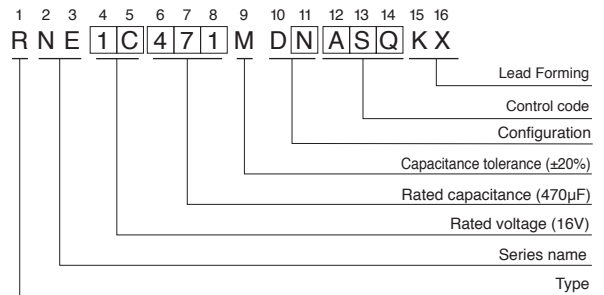 1 2 3 4 5 6 7 8 9 10 11 12 13 14 15 16
R N E 1 C 4 7 1 M D N A S Q K X
Lead Forming
Control code
Configuration
Capacitance tolerance (±20%)
Rated capacitance (470µF)
Rated voltage (16V)
Series name
Type